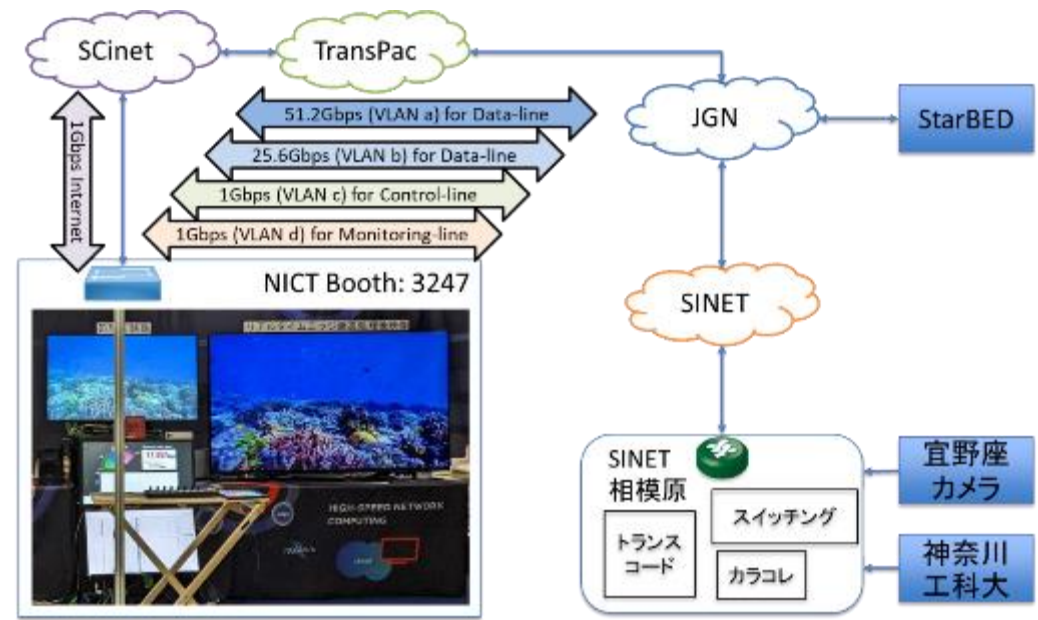 SCinet
TransPac
51.2Gbps (VLAN a) for Data-line
25.6Gbps (VLAN b) for Data-line
1Gbps (VLAN c) for Control-line
1Gbps (VLAN d) for Monitoring-line
1Gbps Internet
JGN
StarBED
NICT Booth: 3247
HIGH-SPEED NETWORK
COMPUTING
SINET
SINET
相模原
スイッチング
トランス
コード
カラコレ
宜野座
カメラ
神奈川
工科大